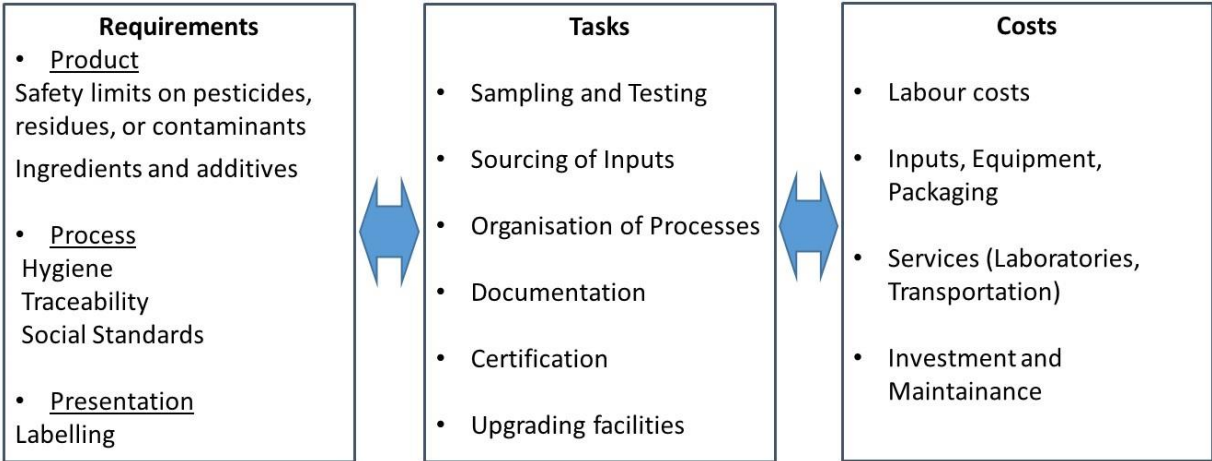 Requirements
• Product
Safety limits on pesticides,
residues, or contaminants
Ingredients and additives
• Process
Hygiene
Traceability
Social Standards
• Presentation
Labelling
Tasks
• Sampling and Testing
• Sourcing of Inputs
• Organisation of Processes
• Documentation
• Certification
• Upgrading facilities
Costs
• Labour costs
• Inputs, Equipment,
Packaging
• Services (Laboratories,
Transportation)
• Investment and
Maintainance